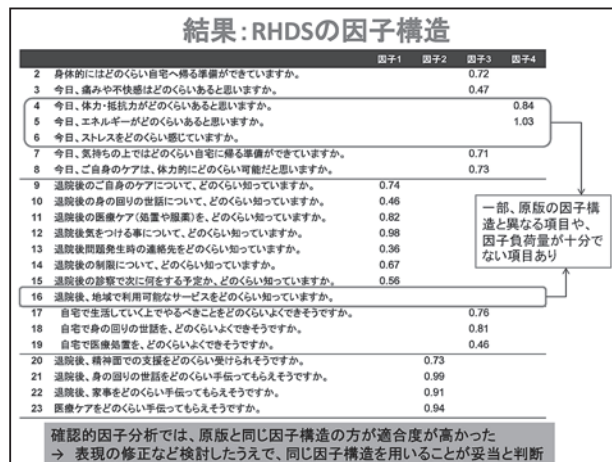 結果：RHDSの因子構造
因子1 因子2 因子3 因子4
2 身体的にはどのくらい自宅へ帰る準備ができていますか。 0.72
3 今日、痛みや不快感はどのくらいあると思いますか。 0.47
4 今日、体力・抵抗力がどのくらいあると思いますか。 0.84
5 今日、エネルギーがどのくらいあると思いますか。 1.03
6 今日、ストレスをどのくらい感じていますか。
7 今日、気持ちの上ではどのくらい自宅に帰る準備ができていますか。 0.71
8 今日、ご自身のケアは、体力的にどのくらい可能だと思いますか。 0.73
9 退院後のご自身のケアについて、どのくらい知っていますか。 0.74
10 退院後の身の回りの世話について、どのくらい知っていますか。 0.46
11 退院後の医療ケア(処置や服薬)を、どのくらい知っていますか。 0.82
12 退院後気をつける事について、どのくらい知っていますか。 0.98
13 退院後問題発生時の連絡先をどのくらい知っていますか。 0.36
14 退院後の制限について、どのくらい知っていますか。 0.67
15 退院後の診察で次に何をする予定か、どのくらい知っていますか。 0.56
16 退院後、地域で利用可能なサービスをどのくらい知っていますか。
17 自宅で生活していく上でやるべきことをどのくらいよくできそうですか。 0.76
18 自宅で身の回りの世話を、どのくらいよくできそうですか。 0.81
19 自宅で医療処置を、どのくらいよくできそうですか。 0.46
20 退院後、精神面での支援をどのくらい受けられそうですか。 0.73
21 退院後、身の回りの世話をどのくらい手伝ってもらえそうですか。 0.99
22 退院後、家事をどのくらい手伝ってもらえそうですか。 0.91
23 医療ケアをどのくらい手伝ってもらえそうですか。 0.94
一部、原版の因子構
造と異なる項目や、
因子負荷量が十分で
ない項目あり
確認的因子分析では、原版と同じ因子構造の方が適合度が高かった
→ 表現の修正など検討したうえで、同じ因子構造を用いることが妥当と判断